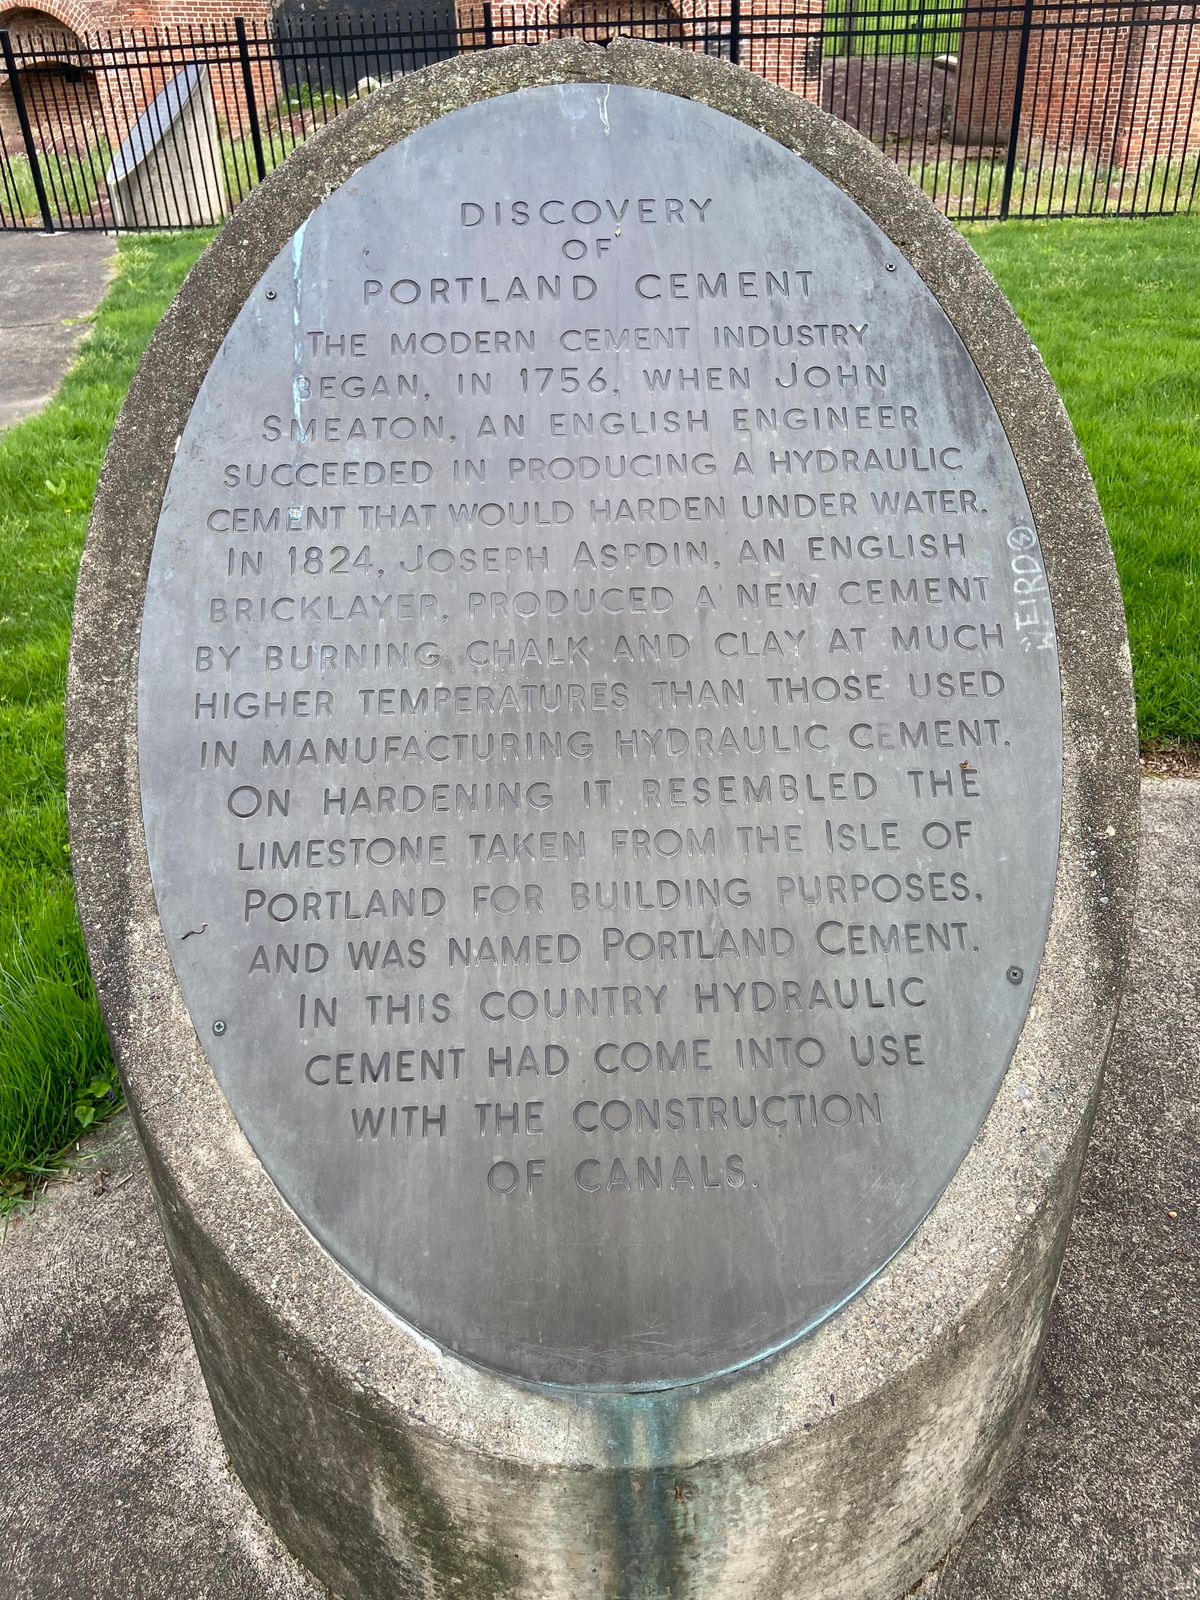 DISCOVERY
OF
PORTLAND CEMENT
THE MODERN CEMENT INDUSTRY
BEGAN, IN 1756, WHEN JOHN
SMEATON, AN ENGLISH ENGINEER
SUCCEEDED IN PRODUCING A HYDRAULIC
CEMENT THAT WOULD HARDEN UNDER WATER.
IN 1824, JOSEPH ASPDIN, AN ENGLISH
BRICKLAYER, PRODUCED A NEW CEMENT
BY BURNING CHALK AND CLAY AT MUCH
HIGHER TEMPERATURES THAN THOSE USED
IN MANUFACTURING HYDRAULIC CEMENT.
ON HARDENING IT RESEMBLED THE
LIMESTONE TAKEN FROM THE ISLE OF
PORTLAND FOR BUILDING PURPOSES,
AND WAS NAMED PORTLAND CEMENT.
IN THIS COUNTRY HYDRAULIC
CEMENT HAD COME INTO USE
WITH THE CONSTRUCTION
OF CANALS.